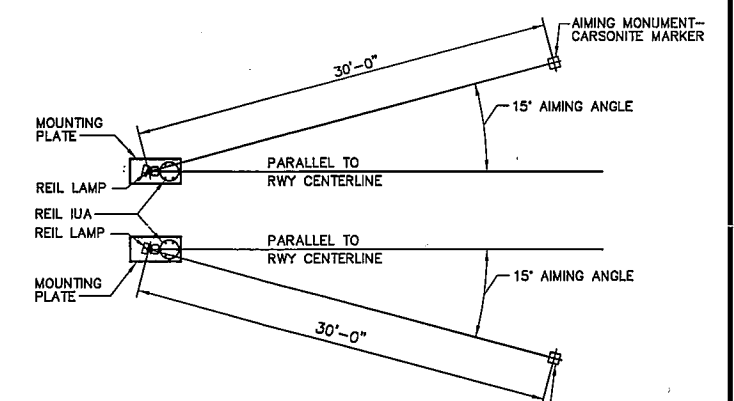 AIMING MONUMENT-
CARSONITE MARKER
30'-0"
15° AIMING ANGLE
MOUNTING
PLATE
PARALLEL TO
RWY CENTERLINE
REIL LAMP
REIL IUA
REIL LAMP
PARALLEL TO
RWY CENTERLINE
15° AIMING ANGLE
MOUNTING
PLATE
30'-0"